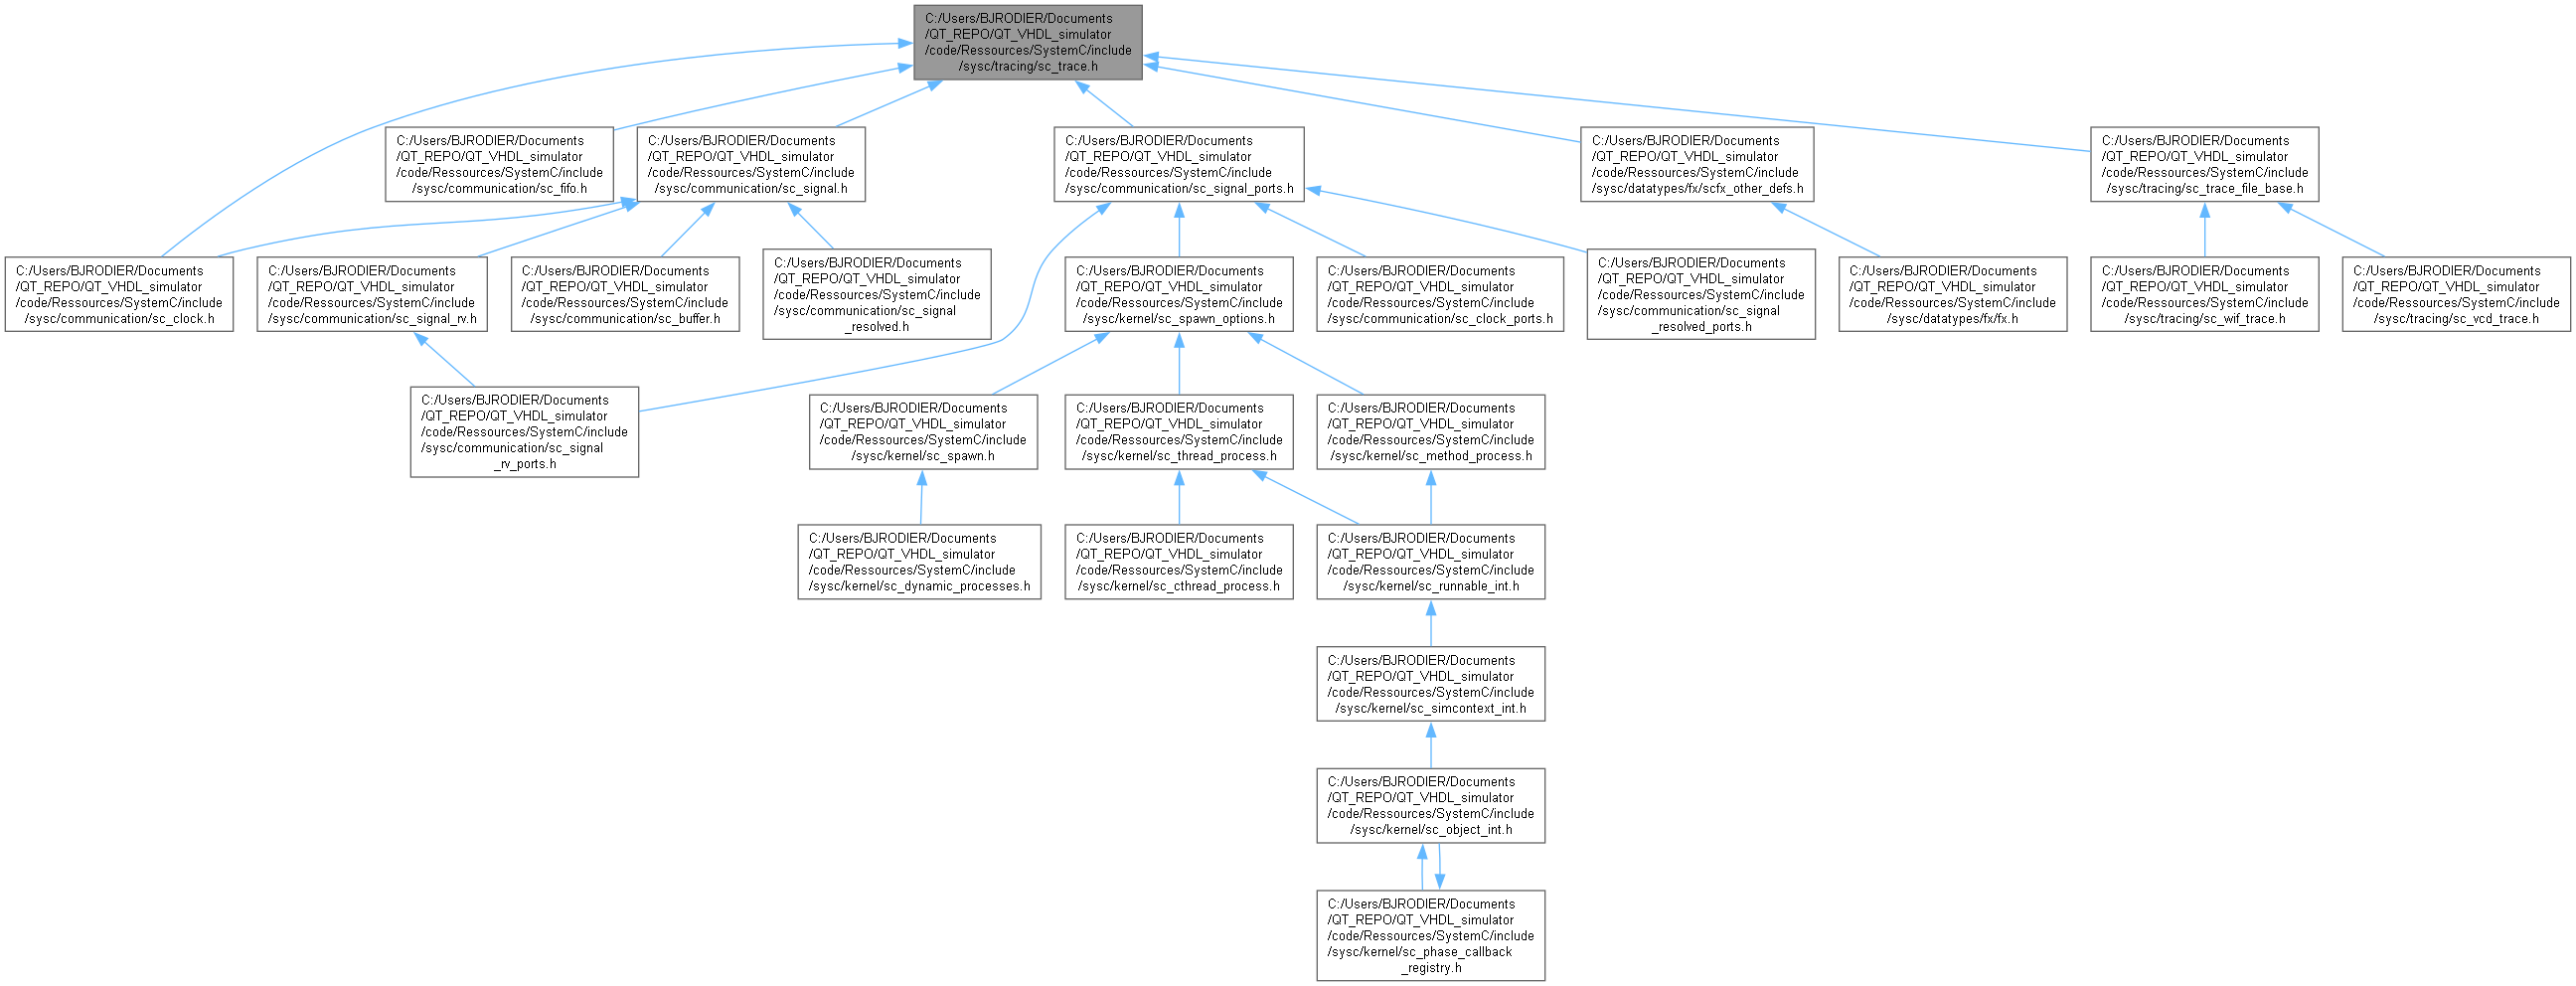 C:/Users/BJRODIER/Documents
/QT_REPO/QT_VHDL_simulator
/code/Ressources/SystemC/include
/sysc/tracing/sc_trace.h
C:/Users/BJRODIER/Documents
/QT_REPO/QT_VHDL_simulator
/code/Ressources/SystemC/include
/sysc/communication/sc_fifo.h
C:/Users/BJRODIER/Documents
/QT_REPO/QT_VHDL_simulator
/code/Ressources/SystemC/include
/sysc/communication/sc_signal.h
C:/Users/BJRODIER/Documents
/QT_REPO/QT_VHDL_simulator
/code/Ressources/SystemC/include
/sysc/communication/sc_signal_ports.h
C:/Users/BJRODIER/Documents
/QT_REPO/QT_VHDL_simulator
/code/Ressources/SystemC/include
/sysc/datatypes/fx/scfx_other_defs.h
C:/Users/BJRODIER/Documents
/QT_REPO/QT_VHDL_simulator
/code/Ressources/SystemC/include
/sysc/tracing/sc_trace_file_base.h
C:/Users/BJRODIER/Documents
/QT_REPO/QT_VHDL_simulator
/code/Ressources/SystemC/include
/sysc/communication/sc_clock.h
C:/Users/BJRODIER/Documents
/QT_REPO/QT_VHDL_simulator
/code/Ressources/SystemC/include
/sysc/communication/sc_signal_rv.h
C:/Users/BJRODIER/Documents
/QT_REPO/QT_VHDL_simulator
/code/Ressources/SystemC/include
/sysc/communication/sc_buffer.h
C:/Users/BJRODIER/Documents
/QT_REPO/QT_VHDL_simulator
/code/Ressources/SystemC/include
/sysc/communication/sc_signal
_resolved.h
C:/Users/BJRODIER/Documents
/QT_REPO/QT_VHDL_simulator
/code/Ressources/SystemC/include
/sysc/kernel/sc_spawn_options.h
C:/Users/BJRODIER/Documents
/QT_REPO/QT_VHDL_simulator
/code/Ressources/SystemC/include
/sysc/communication/sc_clock_ports.h
C:/Users/BJRODIER/Documents
/QT_REPO/QT_VHDL_simulator
/code/Ressources/SystemC/include
/sysc/communication/sc_signal
_resolved_ports.h
C:/Users/BJRODIER/Documents
/QT_REPO/QT_VHDL_simulator
/code/Ressources/SystemC/include
/sysc/datatypes/fx/fx.h
C:/Users/BJRODIER/Documents
/QT_REPO/QT_VHDL_simulator
/code/Ressources/SystemC/include
/sysc/tracing/sc_wif_trace.h
C:/Users/BJRODIER/Documents
/QT_REPO/QT_VHDL_simulator
/code/Ressources/SystemC/include
/sysc/tracing/sc_vcd_trace.h
C:/Users/BJRODIER/Documents
/QT_REPO/QT_VHDL_simulator
/code/Ressources/SystemC/include
/sysc/communication/sc_signal
_rv_ports.h
C:/Users/BJRODIER/Documents
/QT_REPO/QT_VHDL_simulator
/code/Ressources/SystemC/include
/sysc/kernel/sc_spawn.h
C:/Users/BJRODIER/Documents
/QT_REPO/QT_VHDL_simulator
/code/Ressources/SystemC/include
/sysc/kernel/sc_thread_process.h
C:/Users/BJRODIER/Documents
/QT_REPO/QT_VHDL_simulator
/code/Ressources/SystemC/include
/sysc/kernel/sc_method_process.h
C:/Users/BJRODIER/Documents
/QT_REPO/QT_VHDL_simulator
/code/Ressources/SystemC/include
/sysc/kernel/sc_dynamic_processes.h
C:/Users/BJRODIER/Documents
/QT_REPO/QT_VHDL_simulator
/code/Ressources/SystemC/include
/sysc/kernel/sc_cthread_process.h
C:/Users/BJRODIER/Documents
/QT_REPO/QT_VHDL_simulator
/code/Ressources/SystemC/include
/sysc/kernel/sc_runnable_int.h
C:/Users/BJRODIER/Documents
/QT_REPO/QT_VHDL_simulator
/code/Ressources/SystemC/include
/sysc/kernel/sc_simcontext_int.h
C:/Users/BJRODIER/Documents
/QT_REPO/QT_VHDL_simulator
/code/Ressources/SystemC/include
/sysc/kernel/sc_object_int.h
C:/Users/BJRODIER/Documents
/QT_REPO/QT_VHDL_simulator
/code/Ressources/SystemC/include
/sysc/kernel/sc_phase_callback
_registry.h